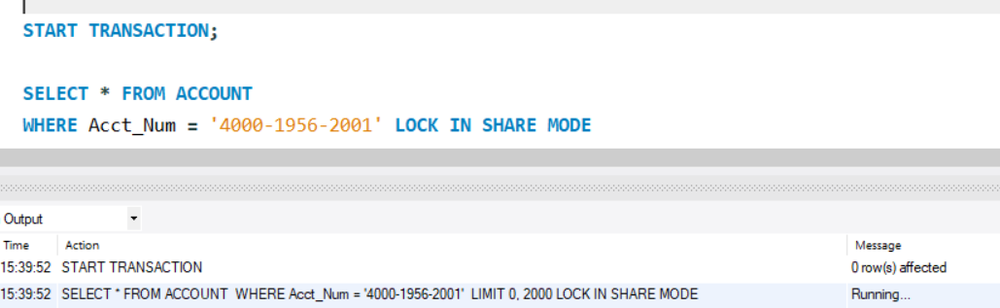 START TRANSACTION;
SELECT * FROM ACCOUNT
WHERE Acct_Num = '4000-1956-2001' LOCK IN SHARE MODE
Output
Time Action Message
15:39:52 START TRANSACTION 0 row(s) affected
15:39:52 SELECT * FROM ACCOUNT WHERE Acct_Num = '4000-1956-2001' LIMIT 0, 2000 LOCK IN SHARE MODE Running...